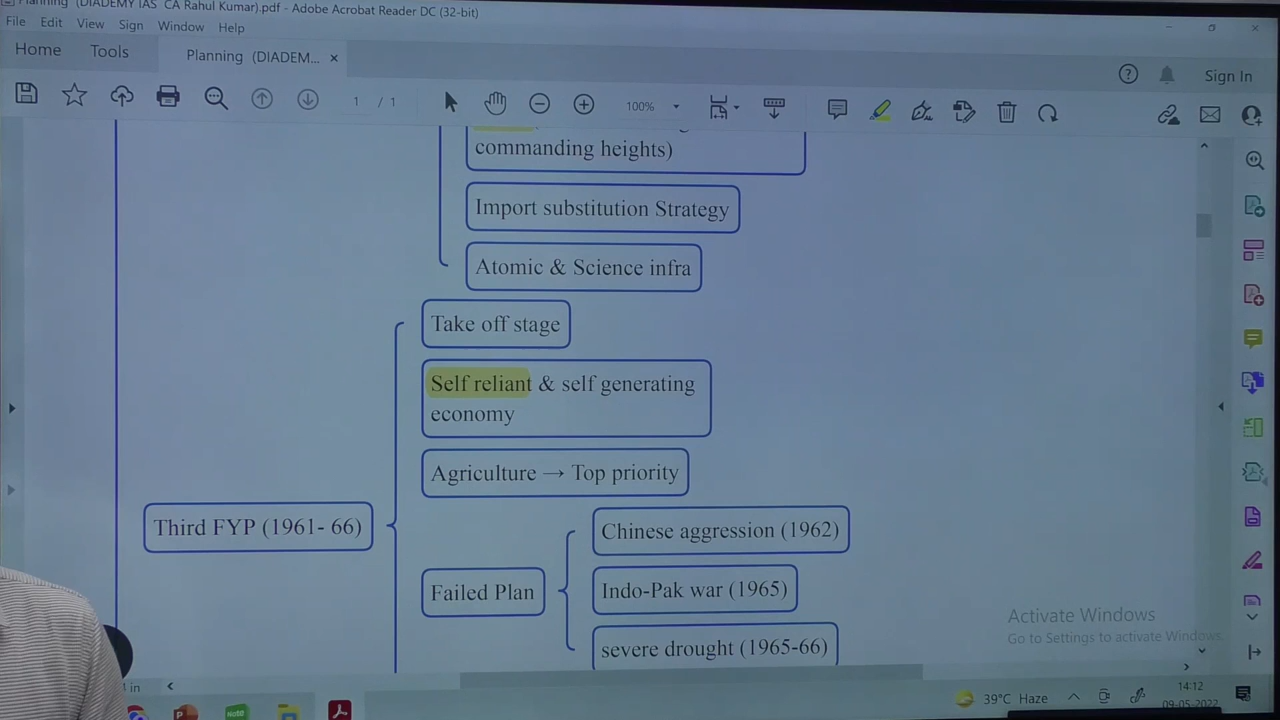 Planning (DIADEMY IAS CA Rahul Kumar).pdf - Adobe Acrobat Reader DC (32-bit)
File Edit View Sign Window Help
Home Tools Planning (DIADEM... ×
Sign In
1 / 1 100%
commanding heights)
Import substitution Strategy
Atomic & Science infra
Take off stage
Self reliant & self generating
economy
Agriculture → Top priority
Third FYP (1961- 66)
Chinese aggression (1962)
Failed Plan
Indo-Pak war (1965)
severe drought (1965-66)
Activate Windows
Go to Settings to activate Windows.
in
39°C Haze
14:12
09-05-2022